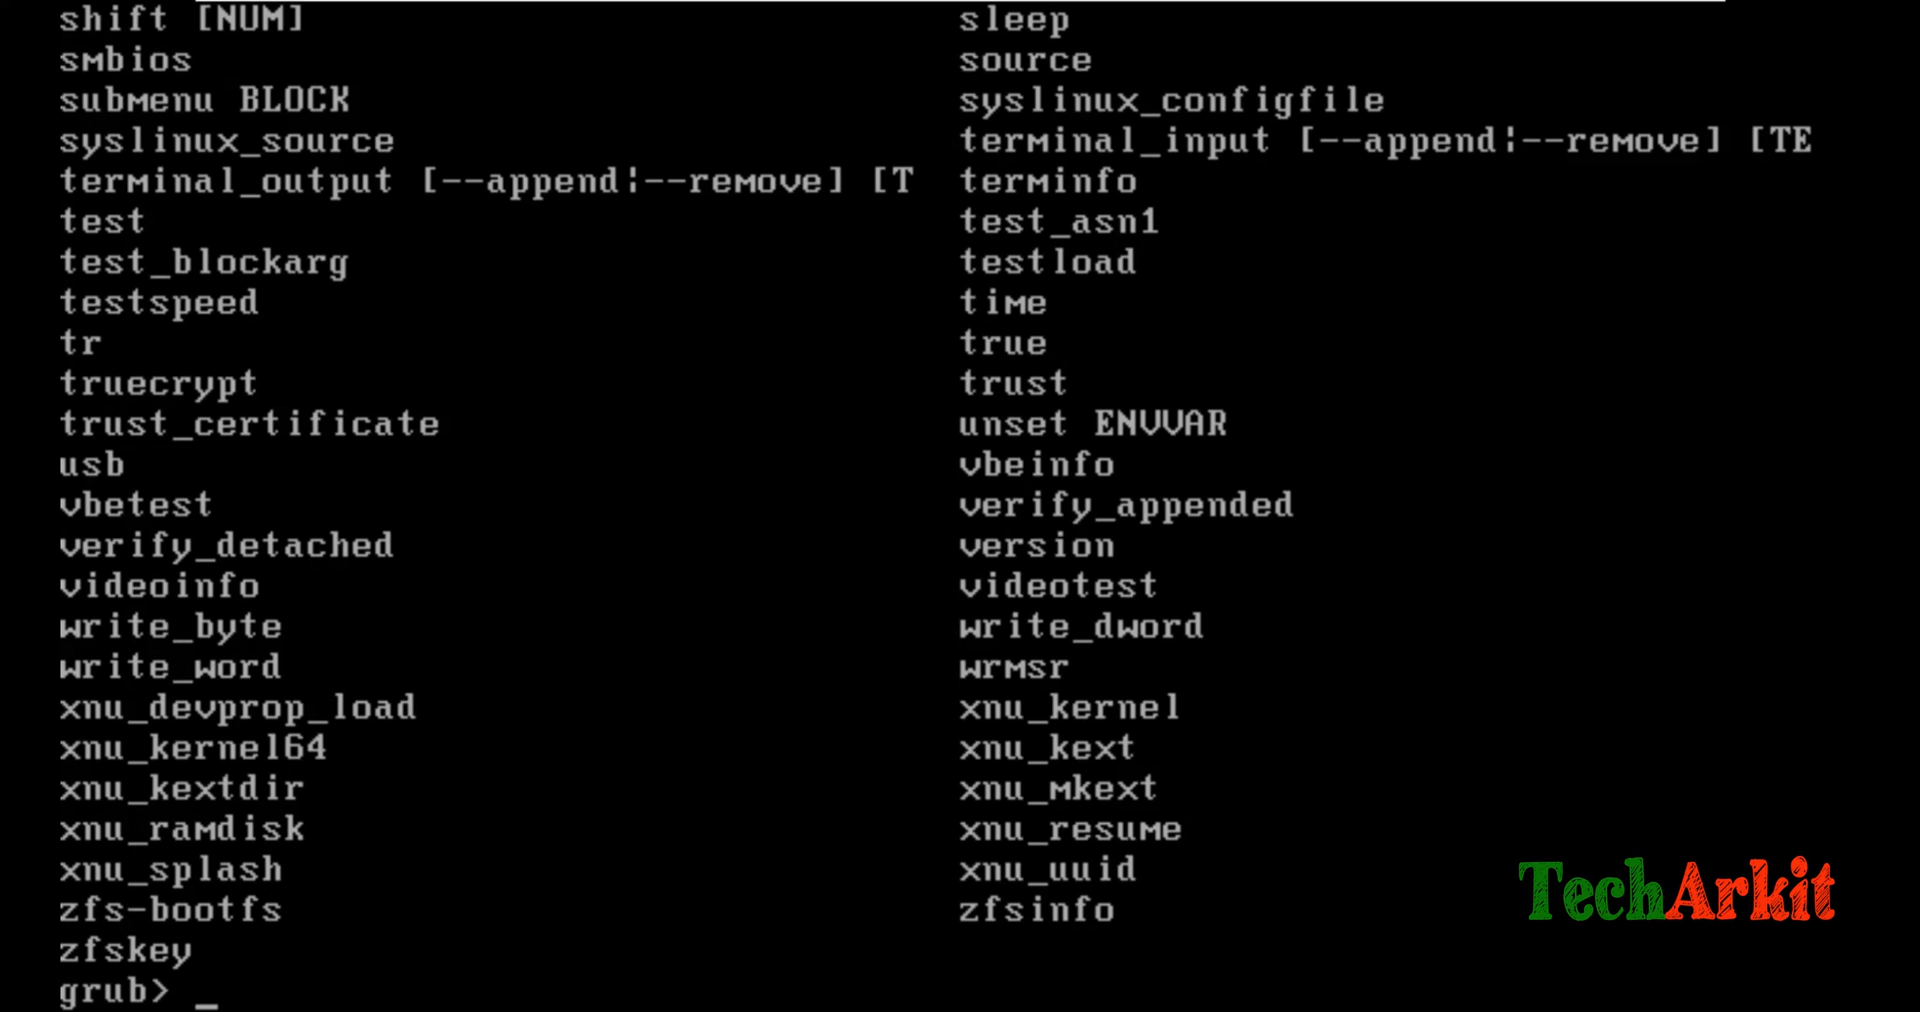 shift [NUM] sleep
smbios source
submenu BLOCK syslinux_configfile
syslinux_source terminal_input [--append|--remove] [TE
terminal_output [--append|--remove] [T terminfo
test test_asn1
test_blockarg testload
testspeed time
tr true
truecrypt trust
trust_certificate unset ENVVAR
usb vbeinfo
vbetest verify_appended
verify_detached version
videoinfo videotest
write_byte write_dword
write_word wrmsr
xnu_devprop_load xnu_kernel
xnu_kernel64 xnu_kext
xnu_kextdir xnu_mkext
xnu_ramdisk xnu_resume
xnu_splash xnu_uuid
zfs-bootfs zfsinfo
zfskey
grub> _
TechArkit